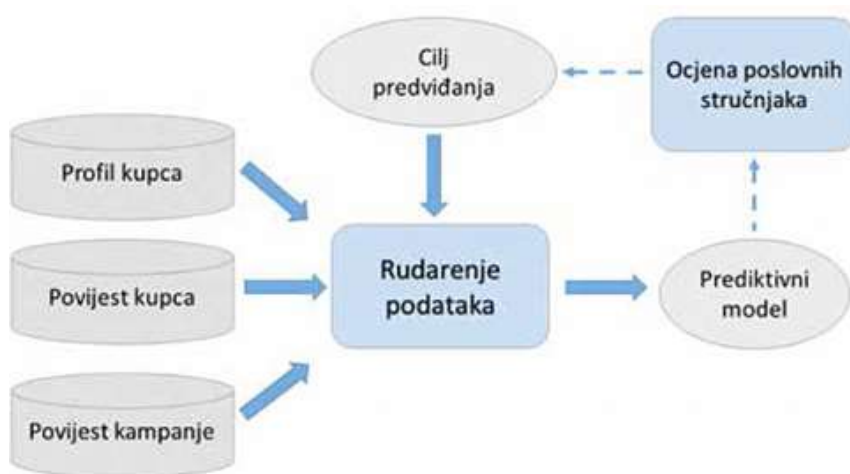 Cilj
predviđanja
Ocjena poslovnih
stručnjaka
Profil kupca
Povijest kupca
Rudarenje
podataka
Prediktivni
model
Povijest kampanje